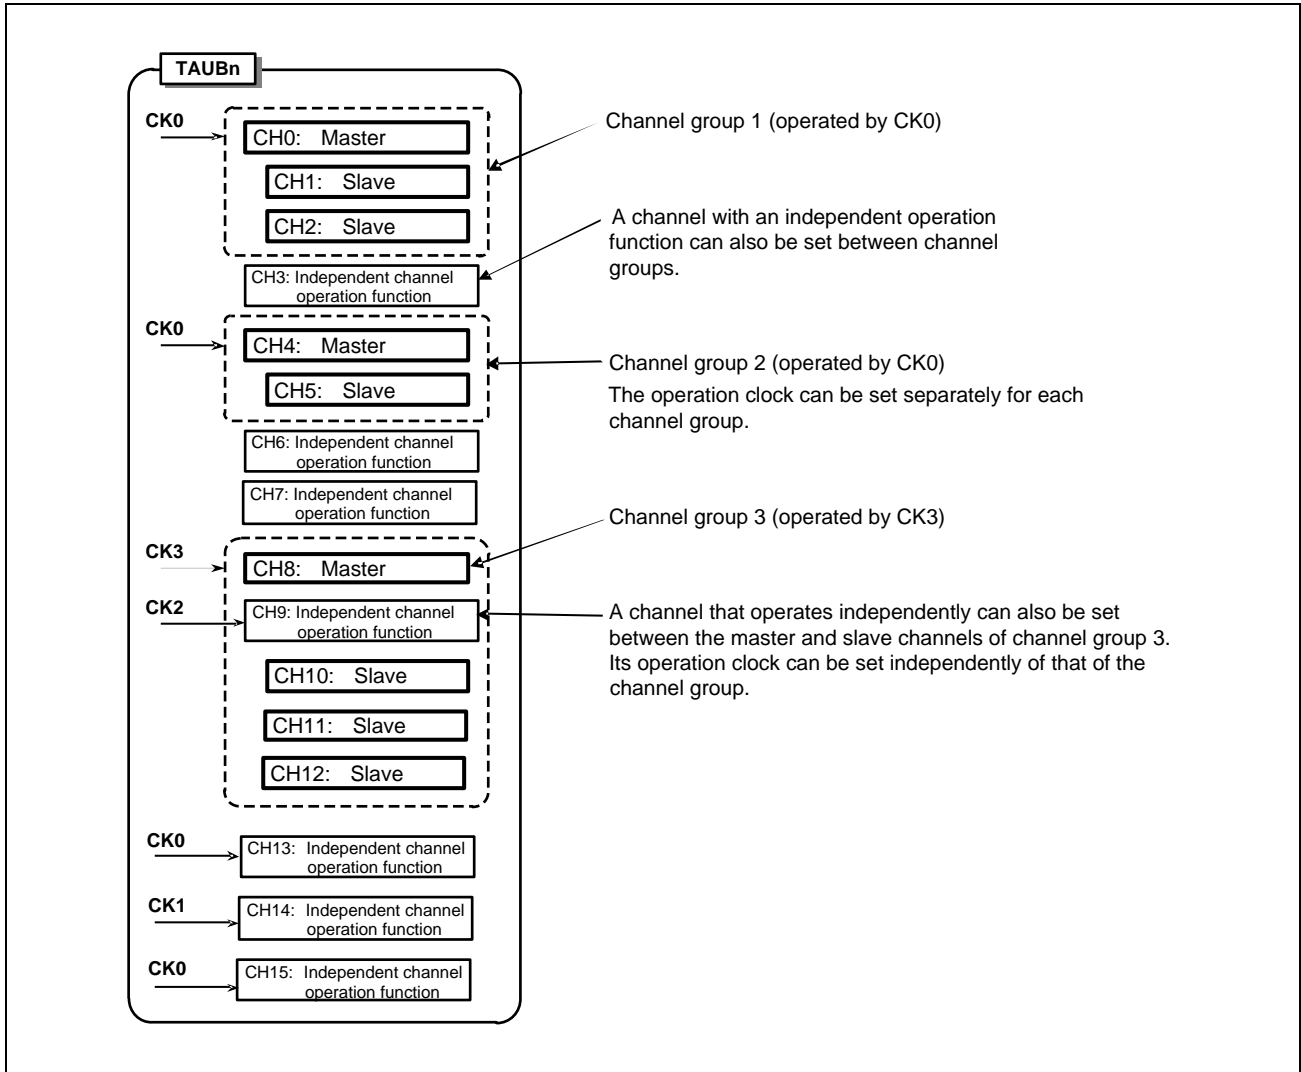 TAUBn
CK0
CH0: Master
CH1: Slave
CH2: Slave
Channel group 1 (operated by CK0)
CH3: Independent channel
operation function
A channel with an independent operation
function can also be set between channel
groups.
CK0
CH4: Master
CH5: Slave
Channel group 2 (operated by CK0)
The operation clock can be set separately for each
channel group.
CH6: Independent channel
operation function
CH7: Independent channel
operation function
CK3
CH8: Master
Channel group 3 (operated by CK3)
CK2
CH9: Independent channel
operation function
A channel that operates independently can also be set
between the master and slave channels of channel group 3.
Its operation clock can be set independently of that of the
channel group.
CH10: Slave
CH11: Slave
CH12: Slave
CK0
CH13: Independent channel
operation function
CK1
CH14: Independent channel
operation function
CK0
CH15: Independent channel
operation function